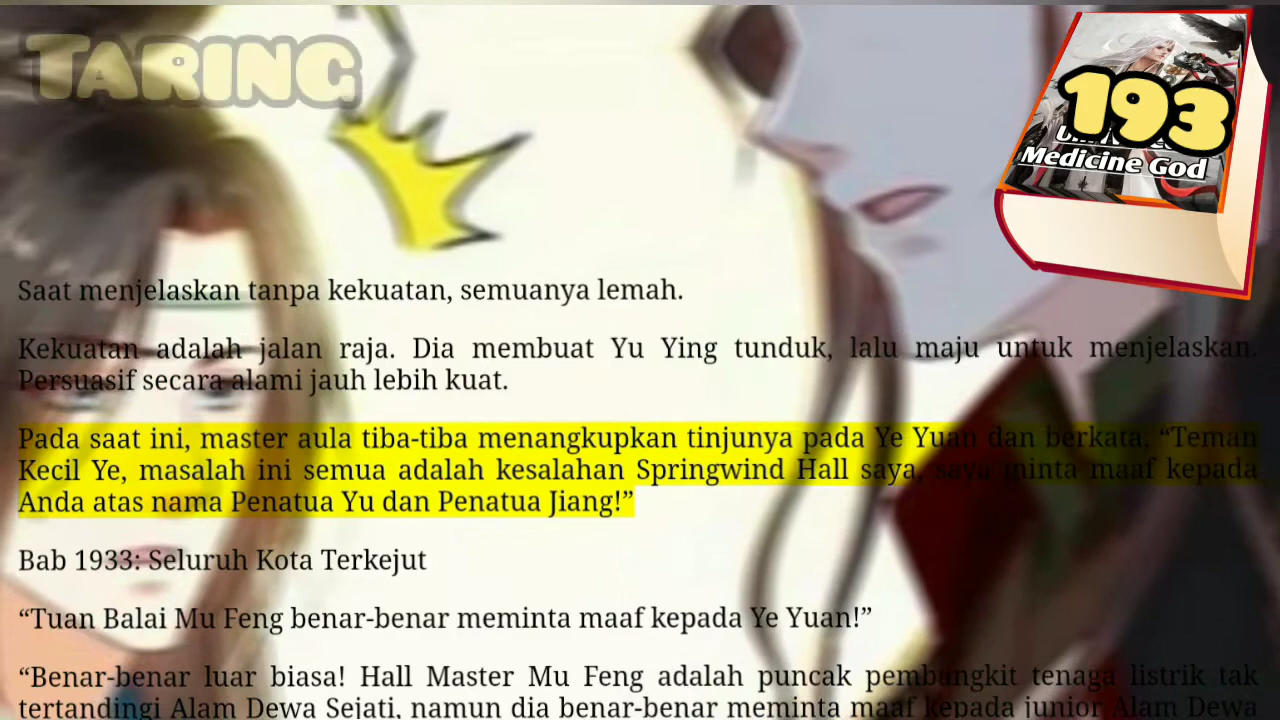 TARING
193
Medicine God
Saat menjelaskan tanpa kekuatan, semuanya lemah.
Kekuatan adalah jalan raja. Dia membuat Yu Ying tunduk, lalu maju untuk menjelaskan.
Persuasif secara alami jauh lebih kuat.
Pada saat ini, master aula tiba-tiba menangkupkan tinjunya pada Ye Yuan dan berkata, “Teman
Kecil Ye, masalah ini semua adalah kesalahan Springwind Hall saya, saya minta maaf kepada
Anda atas nama Penatua Yu dan Penatua Jiang!”
Bab 1933: Seluruh Kota Terkejut
“Tuan Balai Mu Feng benar-benar meminta maaf kepada Ye Yuan!”
“Benar-benar luar biasa! Hall Master Mu Feng adalah puncak pembangkit tenaga listrik tak
tertandingi Alam Dewa Sejati, namun dia benar-benar meminta maaf kepada junior Alam Dewa